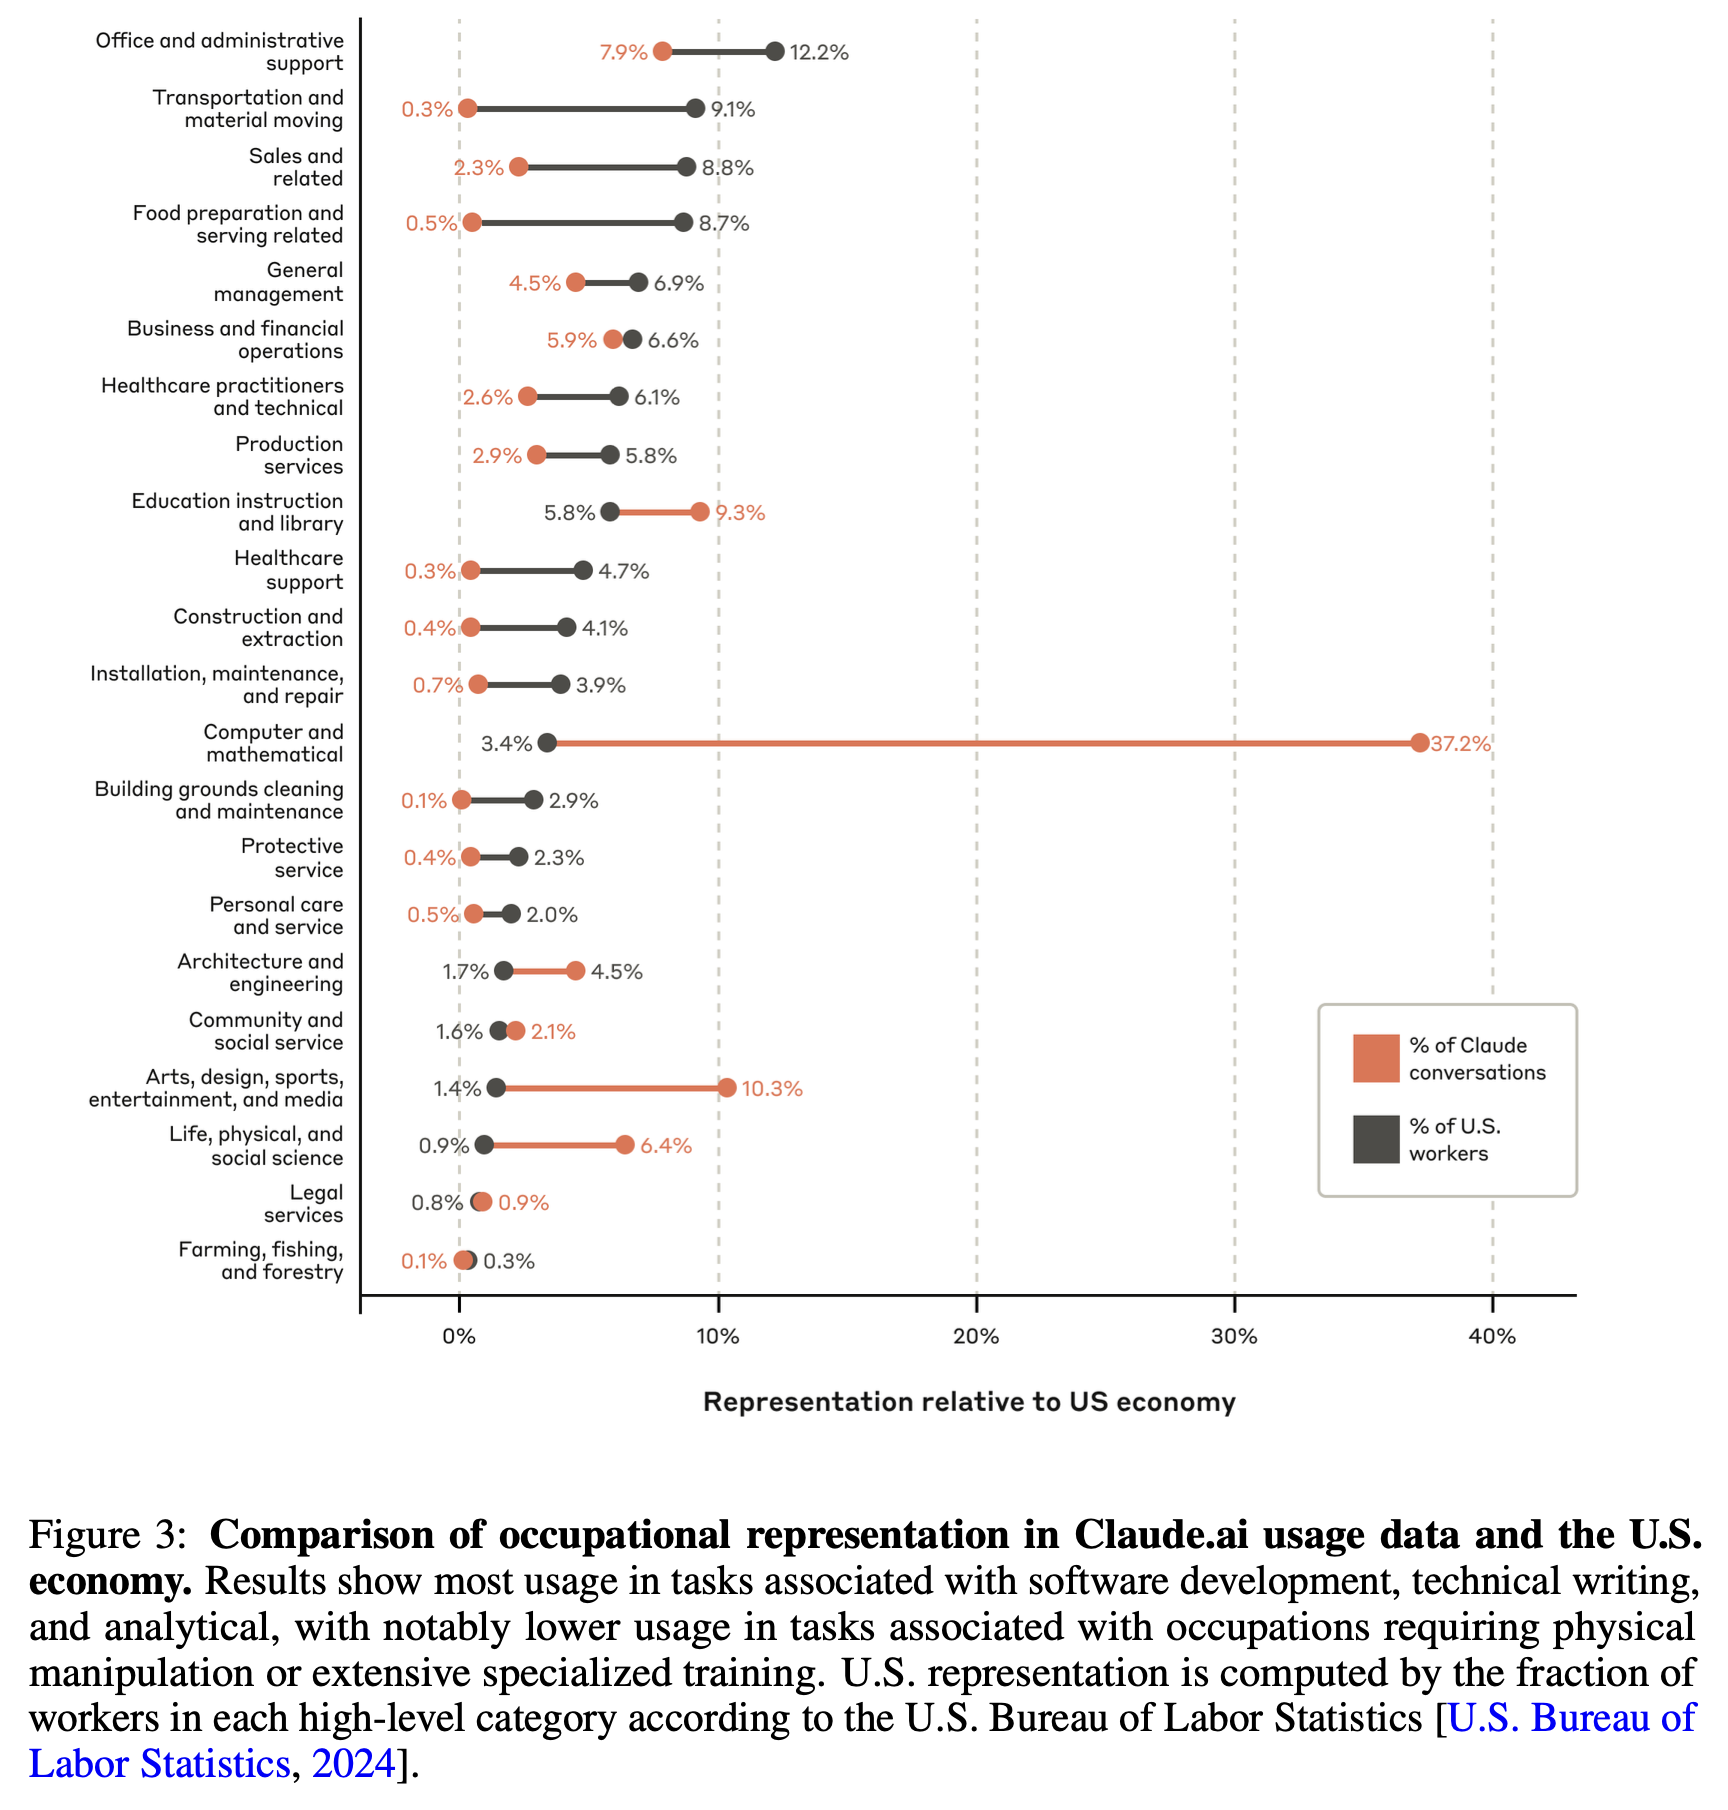 Office and administrative
support
7.9%
12.2%
Transportation and
material moving
0.3%
9.1%
Sales and
related
2.3%
8.8%
Food preparation and
serving related
0.5%
8.7%
General
management
4.5%
6.9%
Business and financial
operations
5.9%
6.6%
Healthcare practitioners
and technical
2.6%
6.1%
Production
services
2.9%
5.8%
Education instruction
and library
5.8%
9.3%
Healthcare
support
0.3%
4.7%
Construction and
extraction
0.4%
4.1%
Installation, maintenance,
and repair
0.7%
3.9%
Computer and
mathematical
3.4%
37.2%
Building grounds cleaning
and maintenance
0.1%
2.9%
Protective
service
0.4%
2.3%
Personal care
and service
0.5%
2.0%
Architecture and
engineering
1.7%
4.5%
Community and
social service
1.6%
2.1%
Arts, design, sports,
entertainment, and media
1.4%
10.3%
Life, physical, and
social science
0.9%
6.4%
Legal
services
0.8%
0.9%
Farming, fishing,
and forestry
0.1%
0.3%
% of Claude
conversations
% of U.S.
workers
0%
10%
20%
30%
40%
Representation relative to US economy
Figure 3: Comparison of occupational representation in Claude.ai usage data and the U.S.
economy. Results show most usage in tasks associated with software development, technical writing,
and analytical, with notably lower usage in tasks associated with occupations requiring physical
manipulation or extensive specialized training. U.S. representation is computed by the fraction of
workers in each high-level category according to the U.S. Bureau of Labor Statistics [U.S. Bureau of
Labor Statistics, 2024].